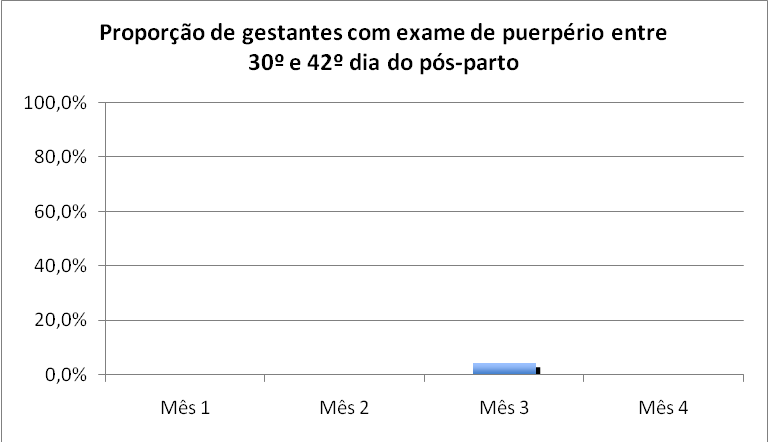 Proporção de gestantes com exame de puerpério entre
30º e 42º dia do pós-parto
100,0%
80,0%
60,0%
40,0%
20,0%
0,0%
Mês 1 Mês 2 Mês 3 Mês 4